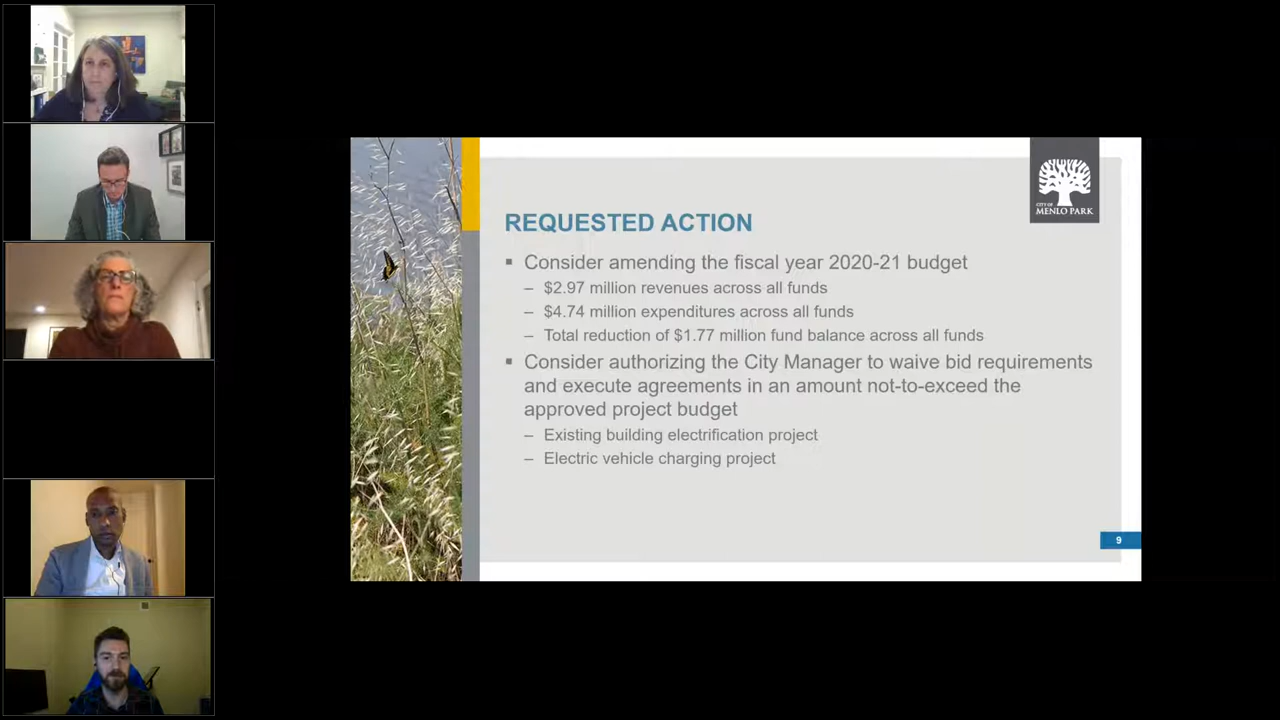 CITY OF
MENLO PARK
REQUESTED ACTION
▪ Consider amending the fiscal year 2020-21 budget
– $2.97 million revenues across all funds
– $4.74 million expenditures across all funds
– Total reduction of $1.77 million fund balance across all funds
▪ Consider authorizing the City Manager to waive bid requirements
and execute agreements in an amount not-to-exceed the
approved project budget
– Existing building electrification project
– Electric vehicle charging project
9